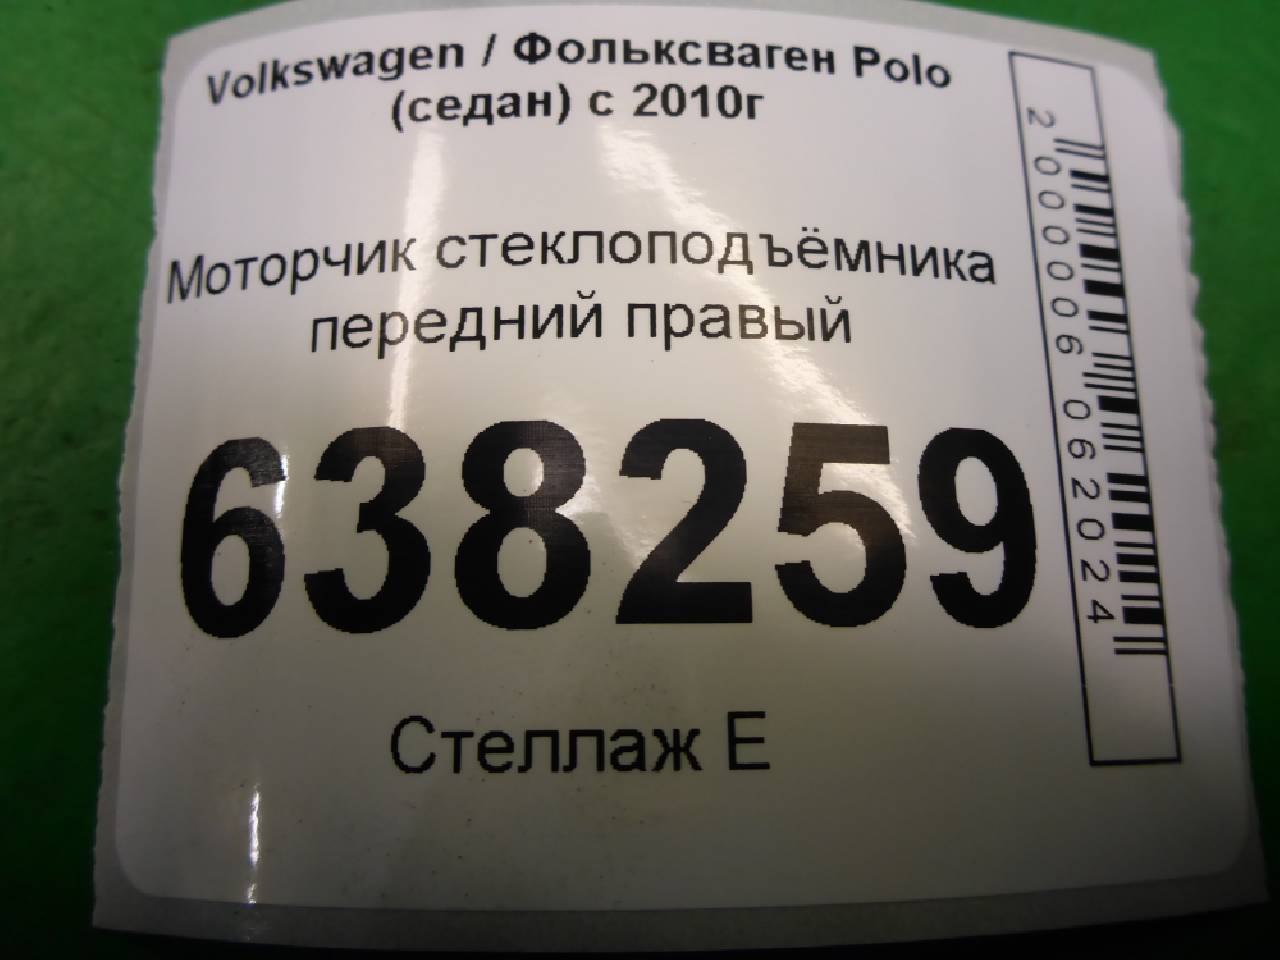 Volkswagen / Фольксваген Polo
(седан) с 2010г
Моторчик стеклоподъёмника
передний правый
638259
Стеллаж Е
2000006062024